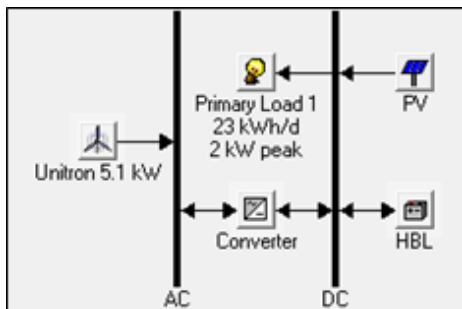 Primary Load 1
23 kWh/d
2 kW peak
PV
Unitron 5.1 kW
Converter
HBL
AC
DC